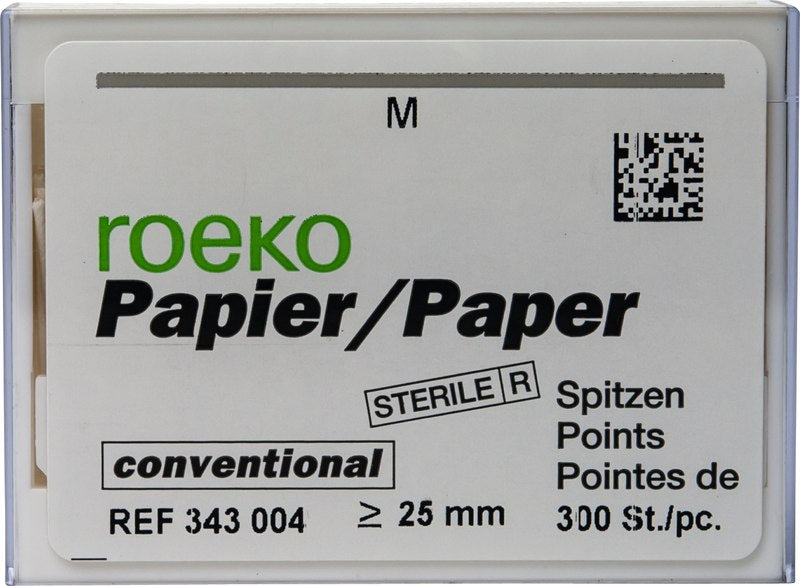 M
roeko
Papier/Paper
STERILE R
Spitzen
Points
Pointes de
conventional
REF 343 004
≥ 25 mm
300 St./pc.